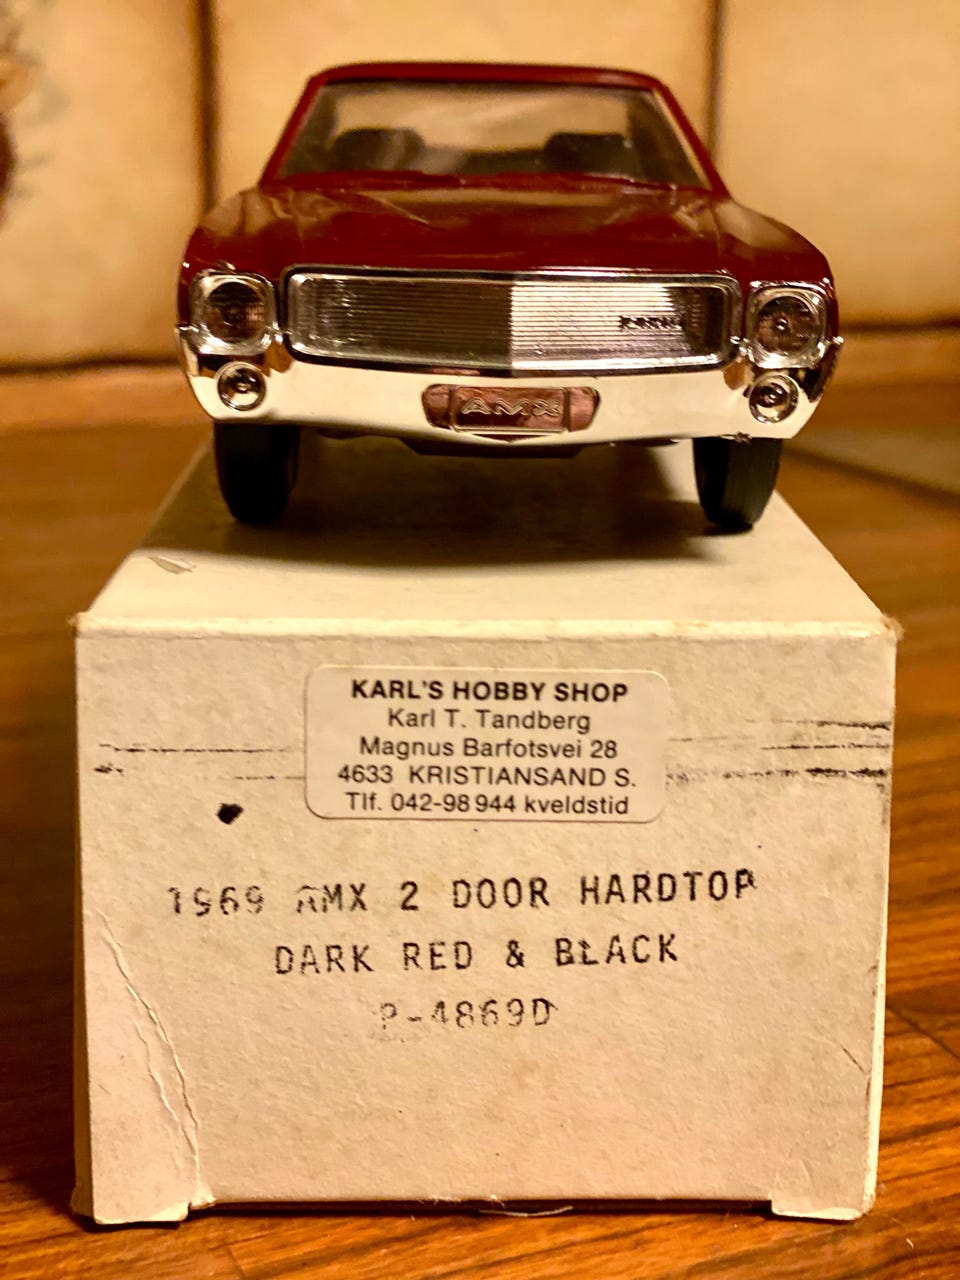 AMX
KARL'S HOBBY SHOP
Karl T. Tandberg
Magnus Barfotsvei 28
4633 KRISTIANSAND S.
Tlf. 042-98 944 kveldstid
1969 AMX 2 DOOR HARDTOP
DARK RED & BLACK
P-4869D